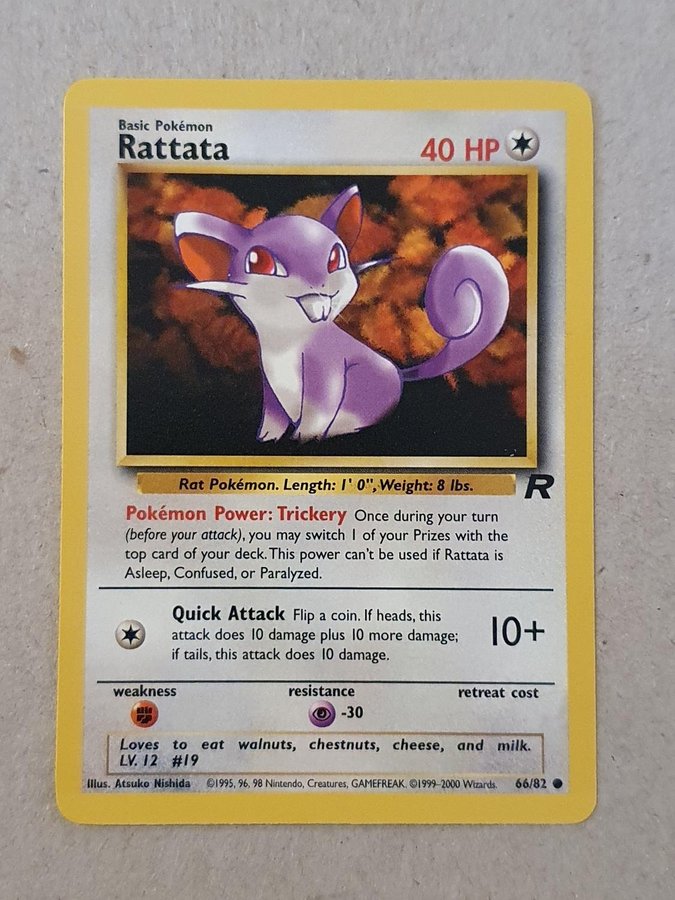 Basic Pokémon
Rattata 40 HP
Rat Pokémon. Length: 1' 0", Weight: 8 lbs.
R
Pokémon Power: Trickery Once during your turn
(before your attack), you may switch 1 of your Prizes with the
top card of your deck. This power can't be used if Rattata is
Asleep, Confused, or Paralyzed.
Quick Attack Flip a coin. If heads, this
attack does 10 damage plus 10 more damage;
if tails, this attack does 10 damage.
10+
weakness resistance retreat cost
-30
Loves to eat walnuts, chestnuts, cheese, and milk.
LV. 12 #19
Illus. Atsuko Nishida ©1995, 96, 98 Nintendo, Creatures, GAMEFREAK. ©1999-2000 Wizards. 66/82